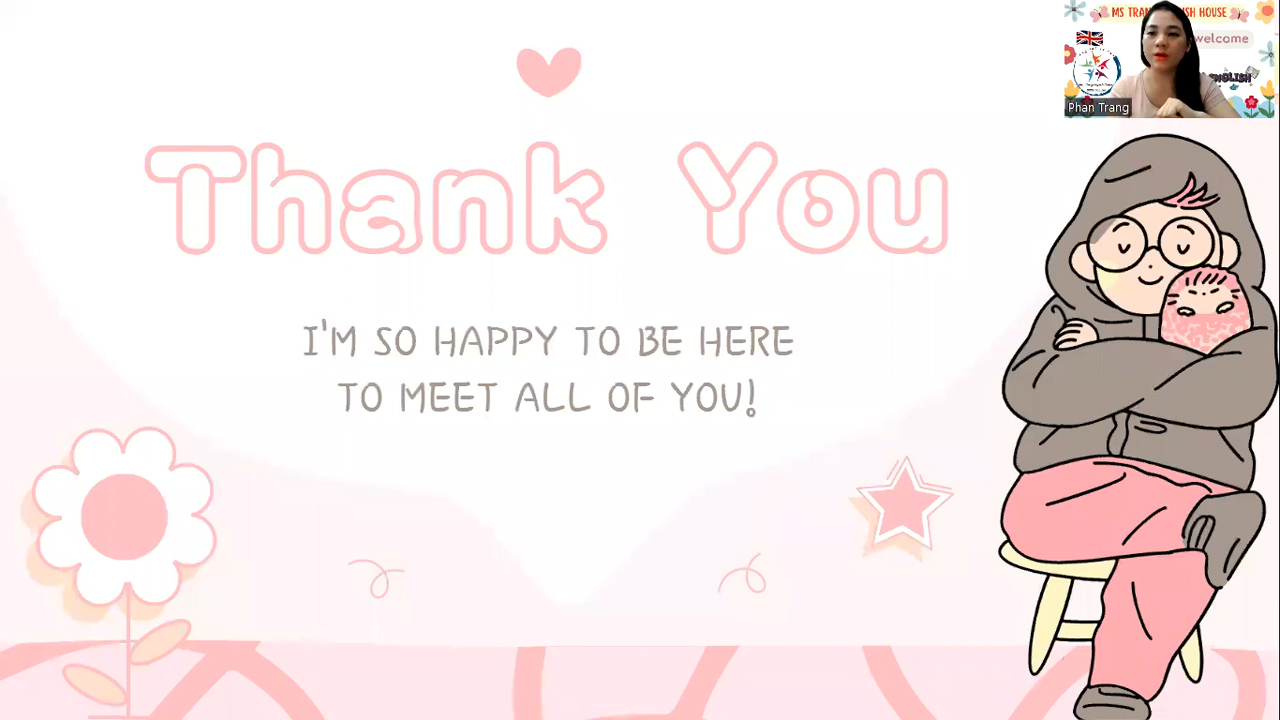 Thank You
I'M SO HAPPY TO BE HERE
TO MEET ALL OF YOU!
welcome
Phan Trang